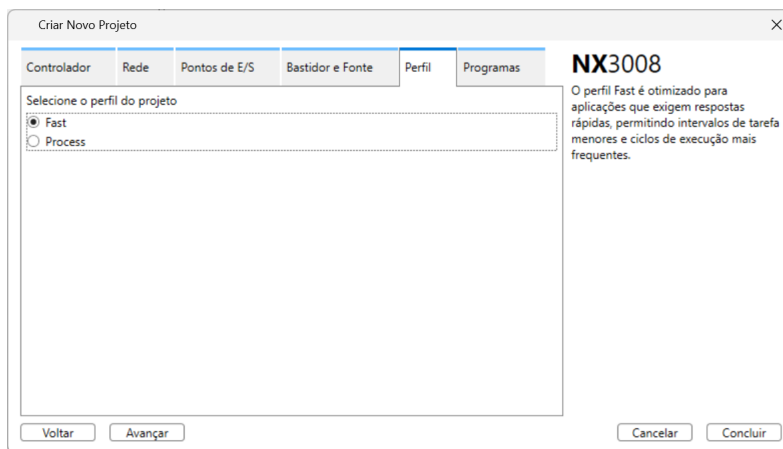 Criar Novo Projeto
Controlador
Rede
Pontos de E/S
Bastidor e Fonte
Perfil
Programas
Selecione o perfil do projeto
Fast
Process
NX3008
O perfil Fast é otimizado para
aplicações que exigem respostas
rápidas, permitindo intervalos de tarefa
menores e ciclos de execução mais
frequentes.
Voltar
Avançar
Cancelar
Concluir